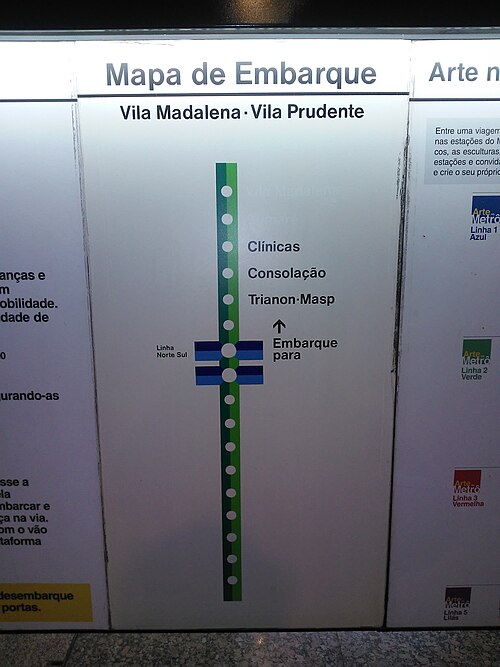 Mapa de Embarque
Vila Madalena · Vila Prudente
Clínicas
Consolação
Trianon·Masp
Embarque
para
Linha
Norte Sul
anças e
m
obilidade.
dade de
urando-as
sse a
ela
mbarcar e
ça na via.
om o vão
taforma
desembarque
portas.
Arte n
Entre uma viagem
nas estações do M
cos, as esculturas
estações e convid
e crie o seu própri
Arte
Metrô
Linha 1
Azul
Arte
Metrô
Linha 2
Verde
Arte
Metrô
Linha 3
Vermelha
Arte
Metrô
Linha 5
Lilás